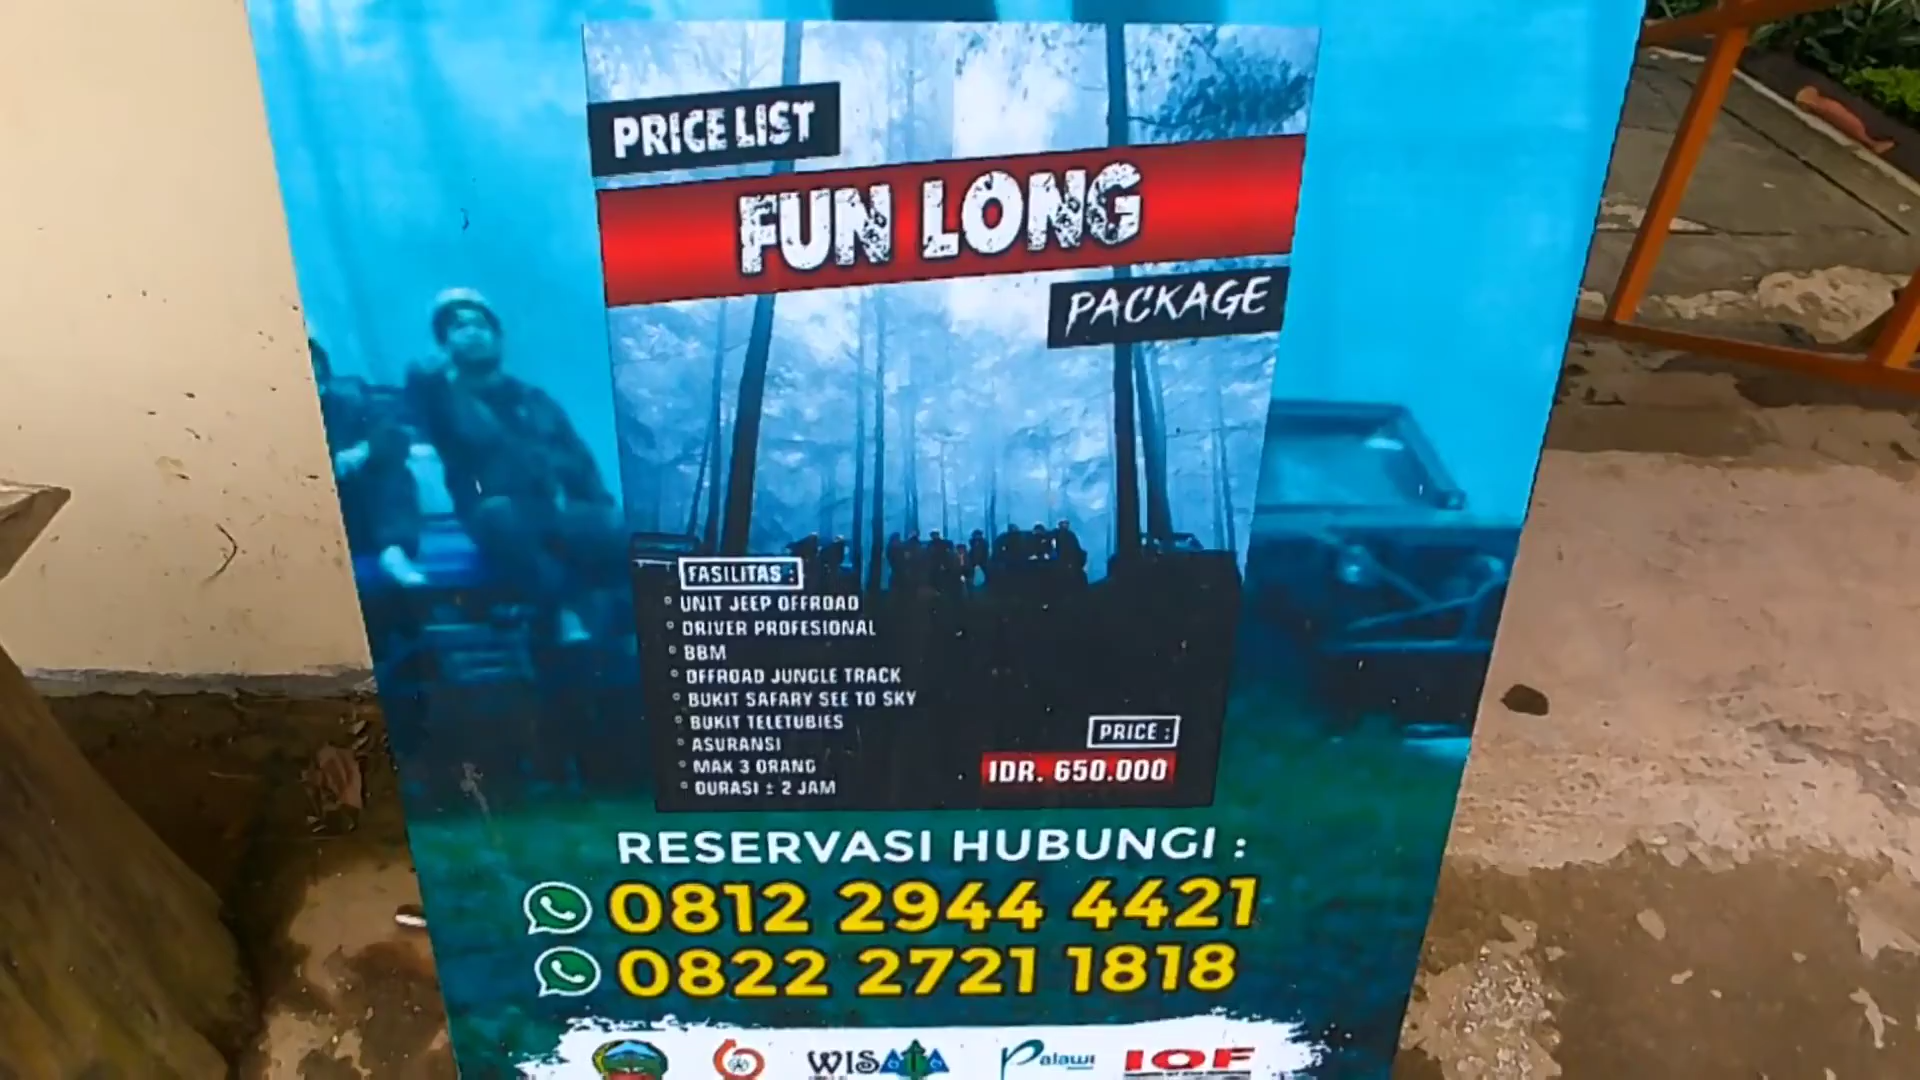 PRICE LIST
FUN LONG
PACKAGE
FASILITAS :
° UNIT JEEP OFFROAD
° DRIVER PROFESIONAL
° BBM
° OFFROAD JUNGLE TRACK
° BUKIT SAFARY SEE TO SKY
° BUKIT TELETUBIES
° ASURANSI
° MAX 3 ORANG
° DURASI ± 2 JAM
PRICE :
IDR. 650.000
RESERVASI HUBUNGI :
0812 2944 4421
0822 2721 1818
WISATA
Palawi
IOF